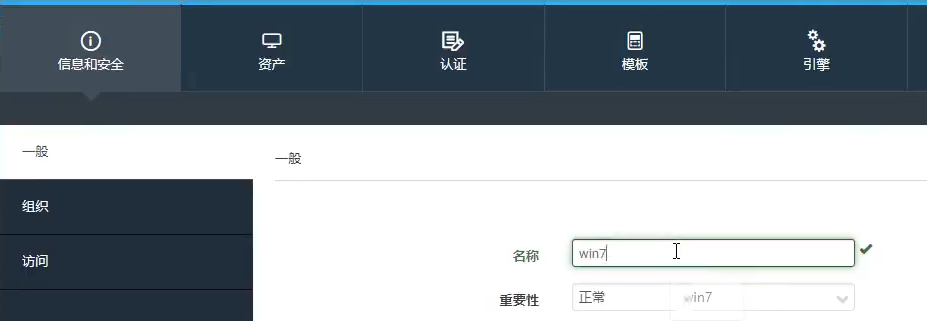 信息和安全
资产
认证
模板
引擎
一般
组织
访问
一般
名称 win7
重要性 正常 win7